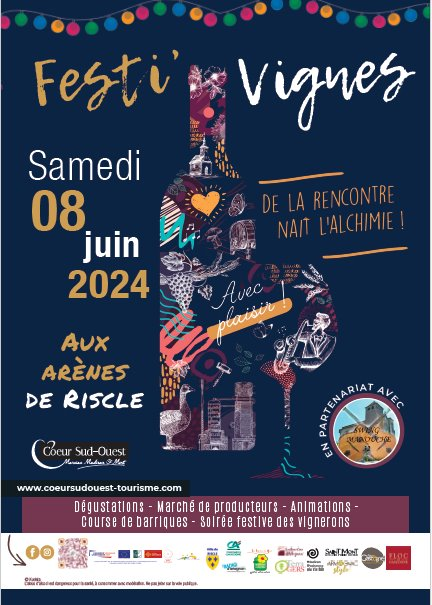 Festi' Vignes
Samedi
08
juin
2024
DE LA RENCONTRE
NAIT L'ALCHIMIE !
Avec
plaisir !
AUX
ARÈNES
DE RISCLE
EN PARTENARIAT AVEC
SWING
MANOUCHE
Coeur Sud-Ouest
Marciac Madiran St Mont
www.coeursudouest-tourisme.com
Dégustations - Marché de producteurs - Animations -
Course de barriques - Soirée festive des vignerons
L'abus d'alcool est dangereux pour la santé, à consommer avec modération. Ne pas jeter sur la voie publique.